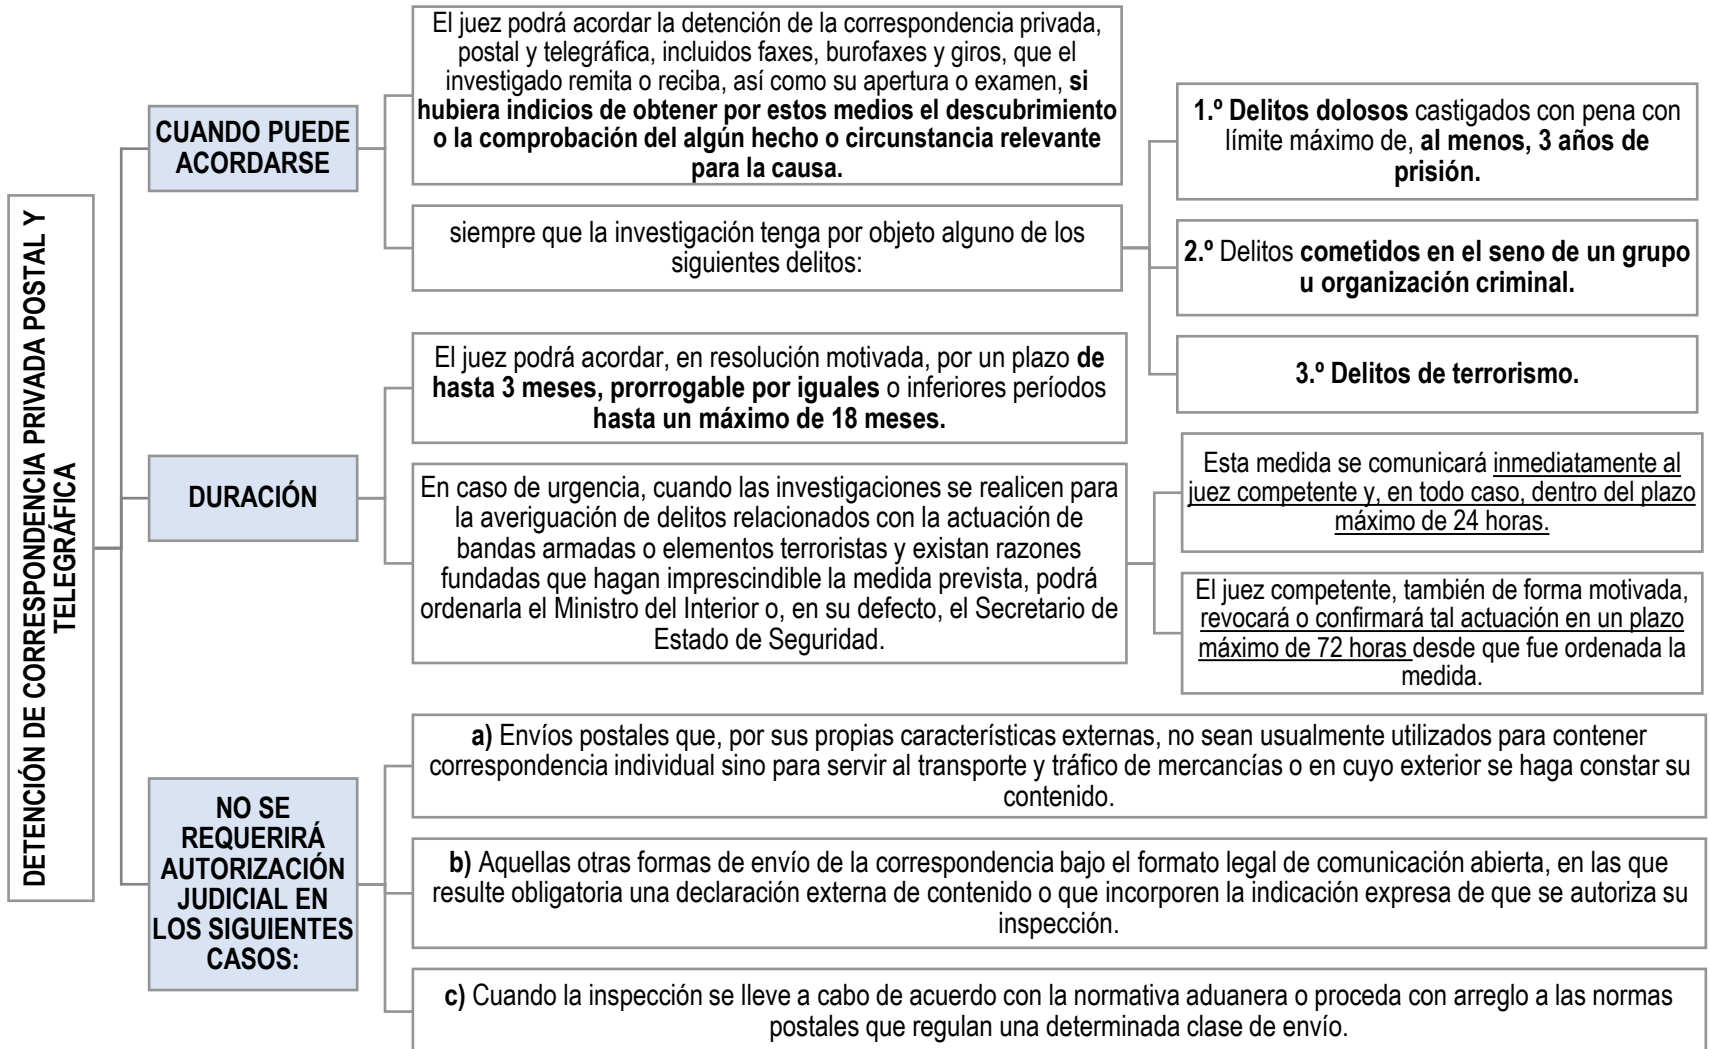 DETENCIÓN DE CORRESPONDENCIA PRIVADA POSTAL Y
TELEGRÁFICA
CUANDO PUEDE
ACORDARSE
El juez podrá acordar la detención de la correspondencia privada,
postal y telegráfica, incluidos faxes, burofaxes y giros, que el
investigado remita o reciba, así como su apertura o examen, si
hubiera indicios de obtener por estos medios el descubrimiento
o la comprobación del algún hecho o circunstancia relevante
para la causa.
siempre que la investigación tenga por objeto alguno de los
siguientes delitos:
1.º Delitos dolosos castigados con pena con
límite máximo de, al menos, 3 años de
prisión.
2.º Delitos cometidos en el seno de un grupo
u organización criminal.
3.º Delitos de terrorismo.
DURACIÓN
El juez podrá acordar, en resolución motivada, por un plazo de
hasta 3 meses, prorrogable por iguales o inferiores períodos
hasta un máximo de 18 meses.
En caso de urgencia, cuando las investigaciones se realicen para
la averiguación de delitos relacionados con la actuación de
bandas armadas o elementos terroristas y existan razones
fundadas que hagan imprescindible la medida prevista, podrá
ordenarla el Ministro del Interior o, en su defecto, el Secretario de
Estado de Seguridad.
Esta medida se comunicará inmediatamente al
juez competente y, en todo caso, dentro del plazo
máximo de 24 horas.
El juez competente, también de forma motivada,
revocará o confirmará tal actuación en un plazo
máximo de 72 horas desde que fue ordenada la
medida.
NO SE
REQUERIRÁ
AUTORIZACIÓN
JUDICIAL EN
LOS SIGUIENTES
CASOS:
a) Envíos postales que, por sus propias características externas, no sean usualmente utilizados para contener
correspondencia individual sino para servir al transporte y tráfico de mercancías o en cuyo exterior se haga constar su
contenido.
b) Aquellas otras formas de envío de la correspondencia bajo el formato legal de comunicación abierta, en las que
resulte obligatoria una declaración externa de contenido o que incorporen la indicación expresa de que se autoriza su
inspección.
c) Cuando la inspección se lleve a cabo de acuerdo con la normativa aduanera o proceda con arreglo a las normas
postales que regulan una determinada clase de envío.